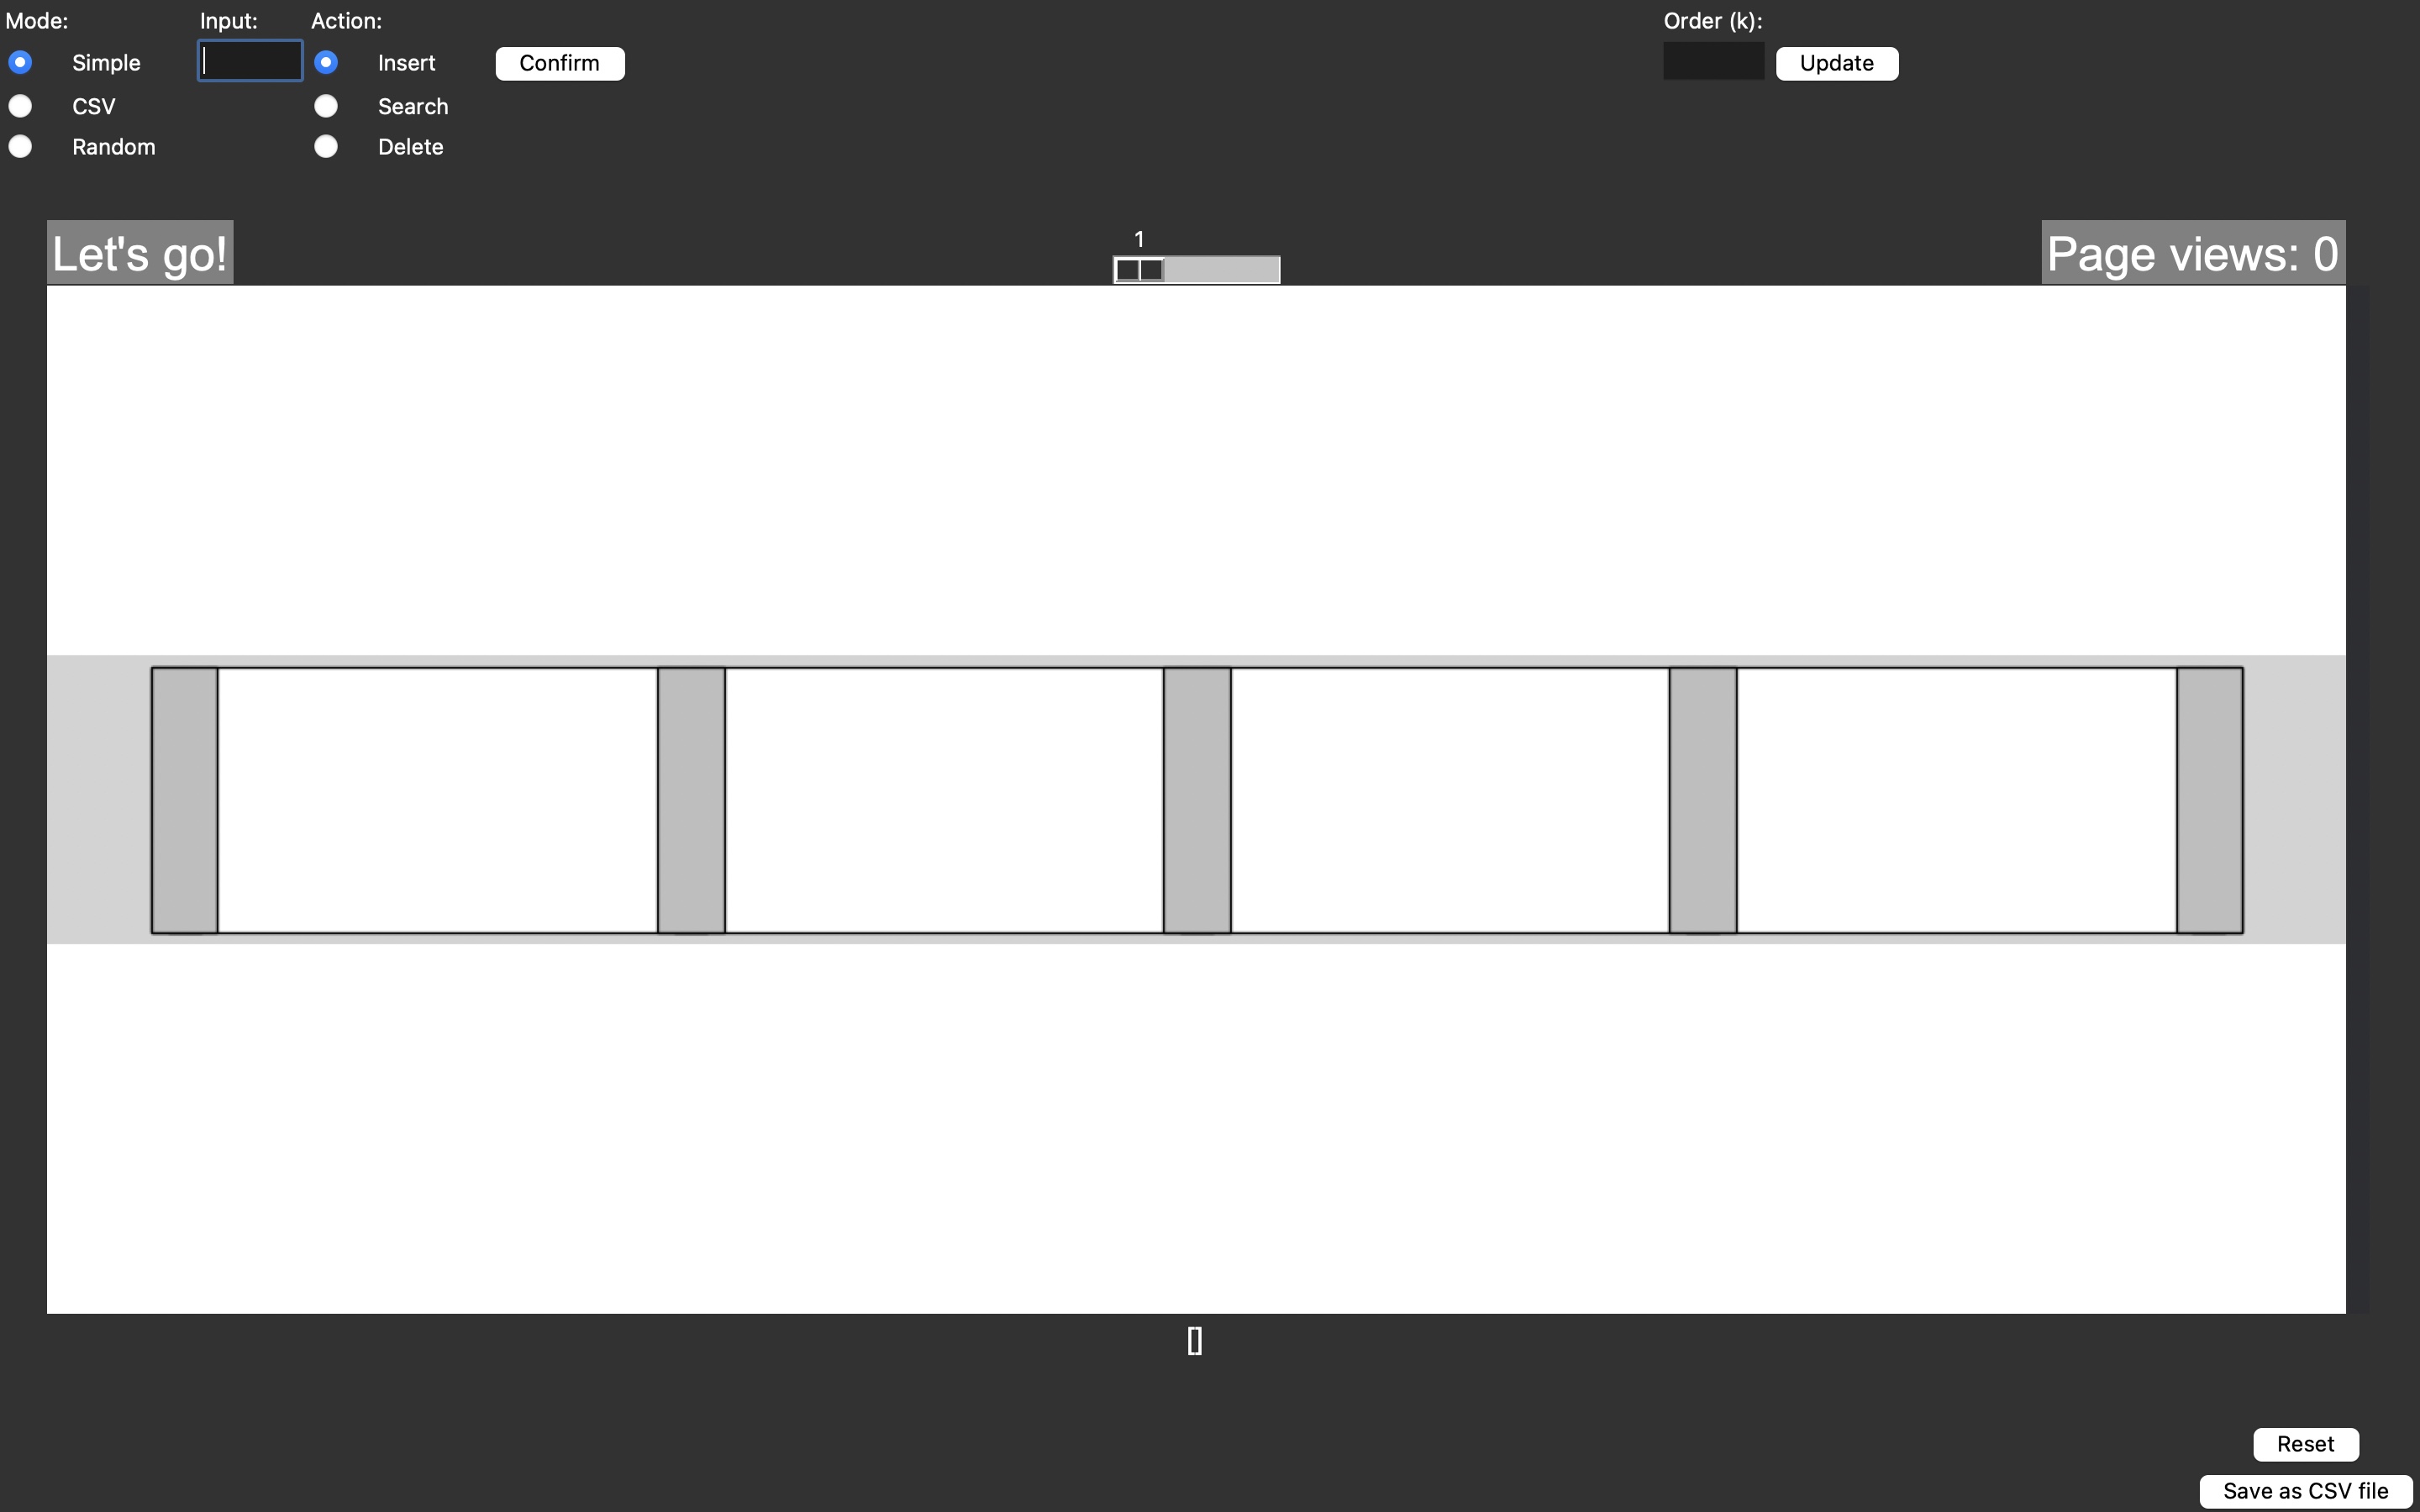 Mode: Input: Action: Order (k):
Simple Insert Confirm Update
CSV Search
Random Delete
Let's go! 1 Page views: 0
[]
Reset
Save as CSV file